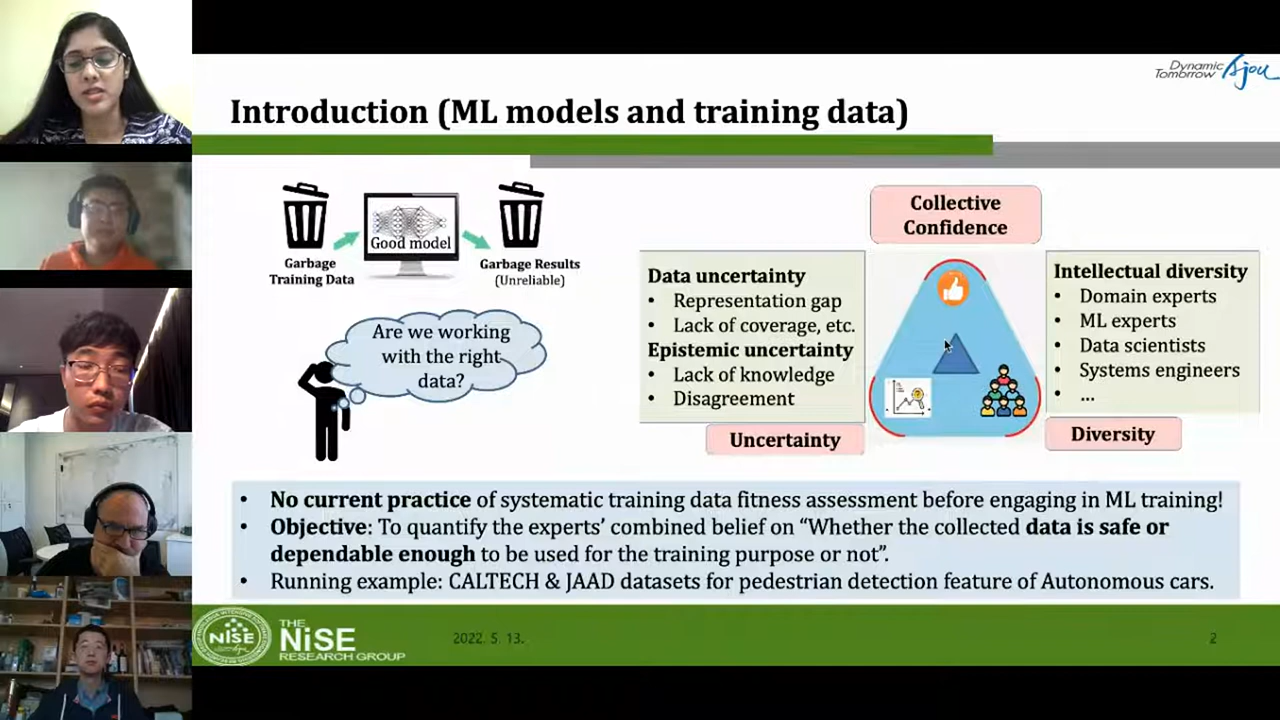 Dynamic
Tomorrow Ajou
Introduction (ML models and training data)
Good model
Garbage
Training Data
Garbage Results
(Unreliable)
Are we working
with the right
data?
Collective
Confidence
Data uncertainty
• Representation gap
• Lack of coverage, etc.
Epistemic uncertainty
• Lack of knowledge
• Disagreement
Uncertainty
Intellectual diversity
• Domain experts
• ML experts
• Data scientists
• Systems engineers
• ...
Diversity
• No current practice of systematic training data fitness assessment before engaging in ML training!
• Objective: To quantify the experts' combined belief on "Whether the collected data is safe or
dependable enough to be used for the training purpose or not".
• Running example: CALTECH & JAAD datasets for pedestrian detection feature of Autonomous cars.
NiSE
THE
NiSE
RESEARCH GROUP
2022. 5. 13.
2